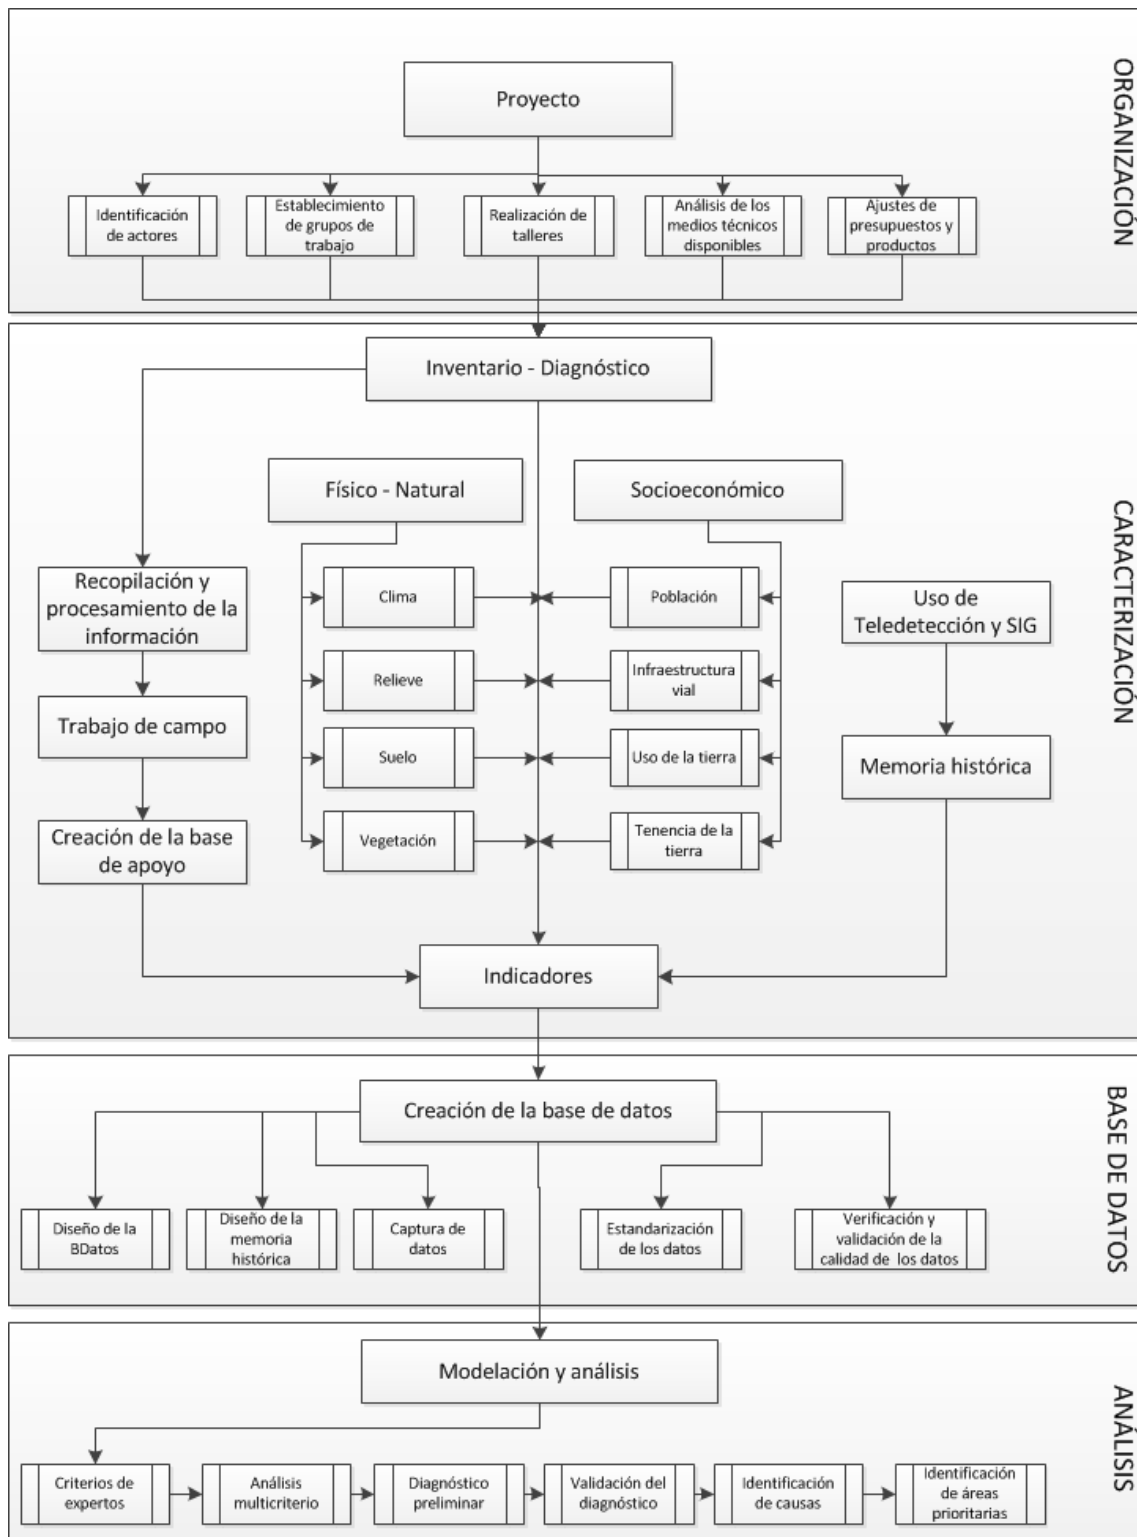 ORGANIZACIÓN
Proyecto
Identificación
de actores
Establecimiento
de grupos de
trabajo
Realización de
talleres
Análisis de los
medios técnicos
disponibles
Ajustes de
presupuestos y
productos
CARACTERIZACIÓN
Inventario - Diagnóstico
Físico - Natural
Socioeconómico
Recopilación y
procesamiento de la
información
Trabajo de campo
Creación de la base
de apoyo
Clima
Relieve
Suelo
Vegetación
Población
Infraestructura
vial
Uso de la tierra
Tenencia de la
tierra
Uso de
Teledetección y SIG
Memoria histórica
Indicadores
BASE DE DATOS
Creación de la base de datos
Diseño de la
BDatos
Diseño de la
memoria
histórica
Captura de
datos
Estandarización
de los datos
Verificación y
validación de la
calidad de los datos
ANÁLISIS
Modelación y análisis
Criterios de
expertos
Análisis
multicriterio
Diagnóstico
preliminar
Validación del
diagnóstico
Identificación
de causas
Identificación
de áreas
prioritarias